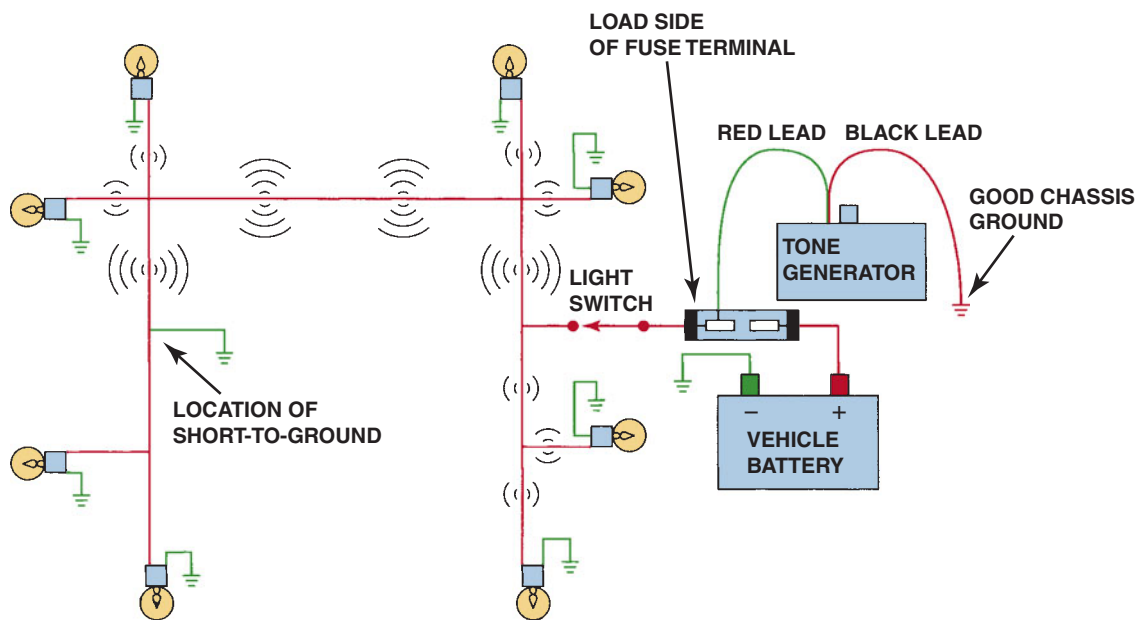 LOAD SIDE
OF FUSE TERMINAL
RED LEAD
BLACK LEAD
GOOD CHASSIS
GROUND
TONE
GENERATOR
LIGHT
SWITCH
LOCATION OF
SHORT-TO-GROUND
− +
VEHICLE
BATTERY